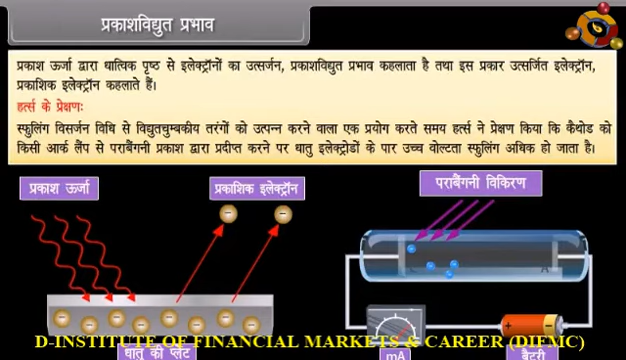 प्रकाशविद्युत प्रभाव
प्रकाश ऊर्जा द्वारा धात्विक पृष्ठ से इलेक्ट्रॉनों का उत्सर्जन, प्रकाशविद्युत प्रभाव कहलाता है तथा इस प्रकार उत्सर्जित इलेक्ट्रॉन,
प्रकाशिक इलेक्ट्रॉन कहलाते हैं।
हर्ट्स के प्रेक्षणः
स्फुलिंग विसर्जन विधि से विद्युतचुम्बकीय तरंगों को उत्पन्न करने वाला एक प्रयोग करते समय हर्ट्स ने प्रेक्षण किया कि कैथोड को
किसी आर्क लैंप से पराबैंगनी प्रकाश द्वारा प्रदीप्त करने पर धातु इलेक्ट्रोडों के पार उच्च वोल्टता स्फुलिंग अधिक हो जाता है।
प्रकाश ऊर्जा
प्रकाशिक इलेक्ट्रॉन
पराबैंगनी विकिरण
C A
+ −
D-INSTITUTE OF FINANCIAL MARKETS & CAREER (DIFMC)
धातु की प्लेट
mA
बैटरी